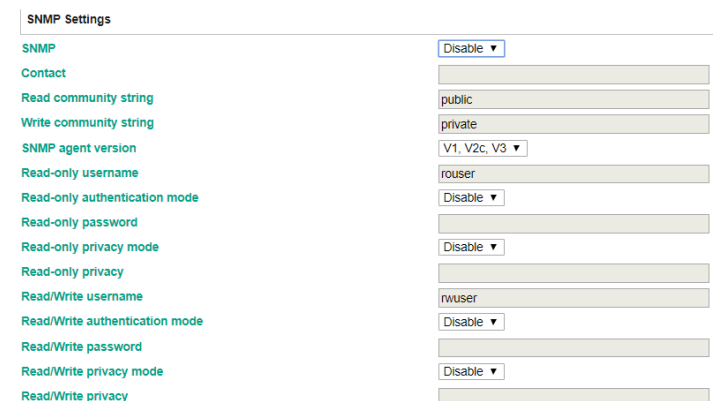 SNMP Settings
SNMP Disable
Contact
Read community string public
Write community string private
SNMP agent version V1, V2c, V3
Read-only username rouser
Read-only authentication mode Disable
Read-only password
Read-only privacy mode Disable
Read-only privacy
Read/Write username rwuser
Read/Write authentication mode Disable
Read/Write password
Read/Write privacy mode Disable
Read/Write privacy